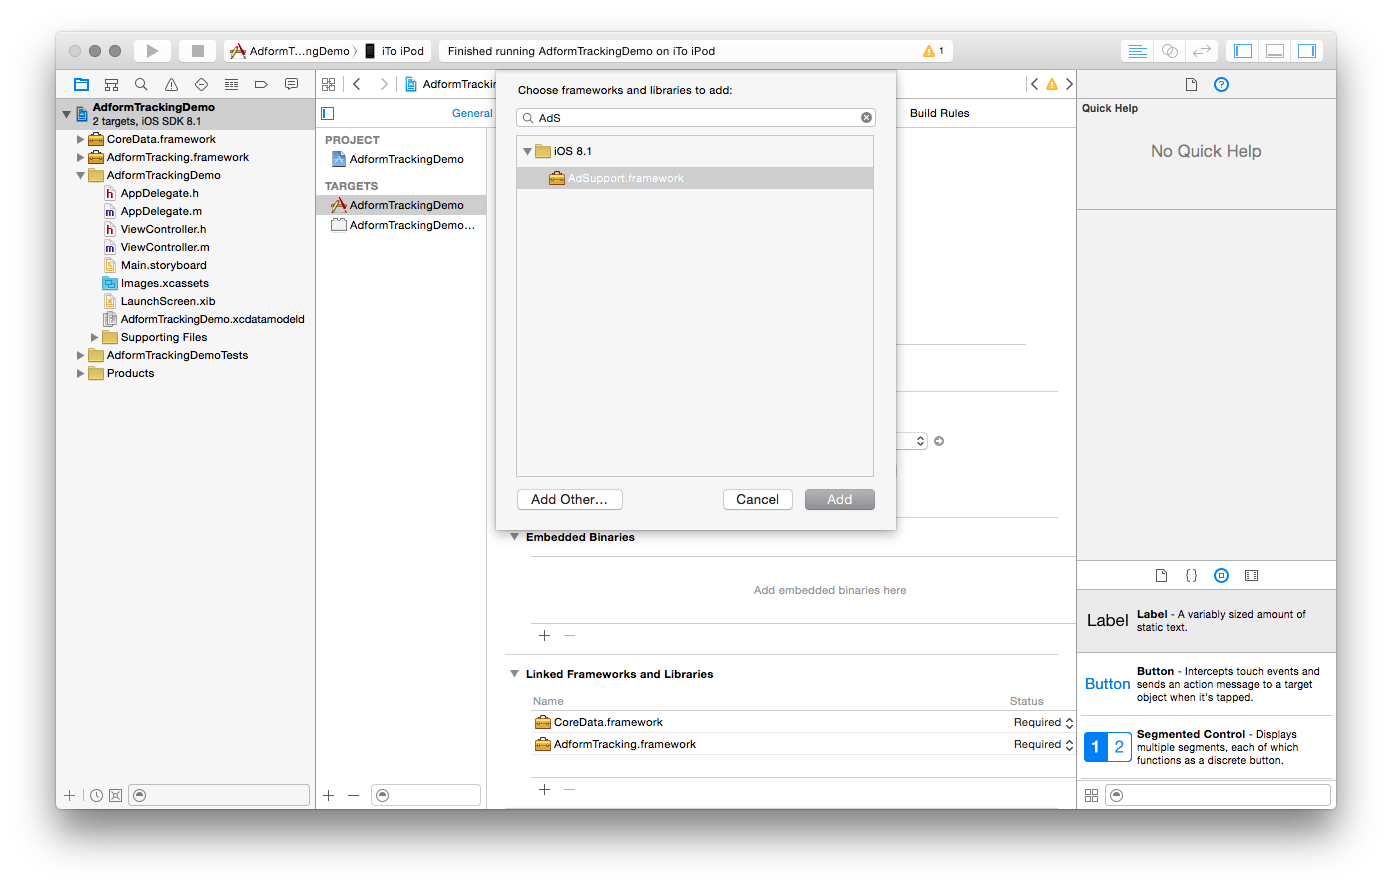 AdformT...ngDemo
iTo iPod
Finished running AdformTrackingDemo on iTo iPod
1
AdformTrackingDemo
2 targets, iOS SDK 8.1
CoreData.framework
AdformTracking.framework
AdformTrackingDemo
AppDelegate.h
AppDelegate.m
ViewController.h
ViewController.m
Main.storyboard
Images.xcassets
LaunchScreen.xib
AdformTrackingDemo.xcdatamodeld
Supporting Files
AdformTrackingDemoTests
Products
AdformTrackin
General
Build Rules
PROJECT
AdformTrackingDemo
TARGETS
AdformTrackingDemo
AdformTrackingDemo...
Choose frameworks and libraries to add:
AdS
iOS 8.1
AdSupport.framework
Add Other...
Cancel
Add
Embedded Binaries
Add embedded binaries here
Linked Frameworks and Libraries
Name
Status
CoreData.framework
Required
AdformTracking.framework
Required
Quick Help
No Quick Help
Label
Label - A variably sized amount of
static text.
Button
Button - Intercepts touch events and
sends an action message to a target
object when it's tapped.
1 2
Segmented Control - Displays
multiple segments, each of which
functions as a discrete button.